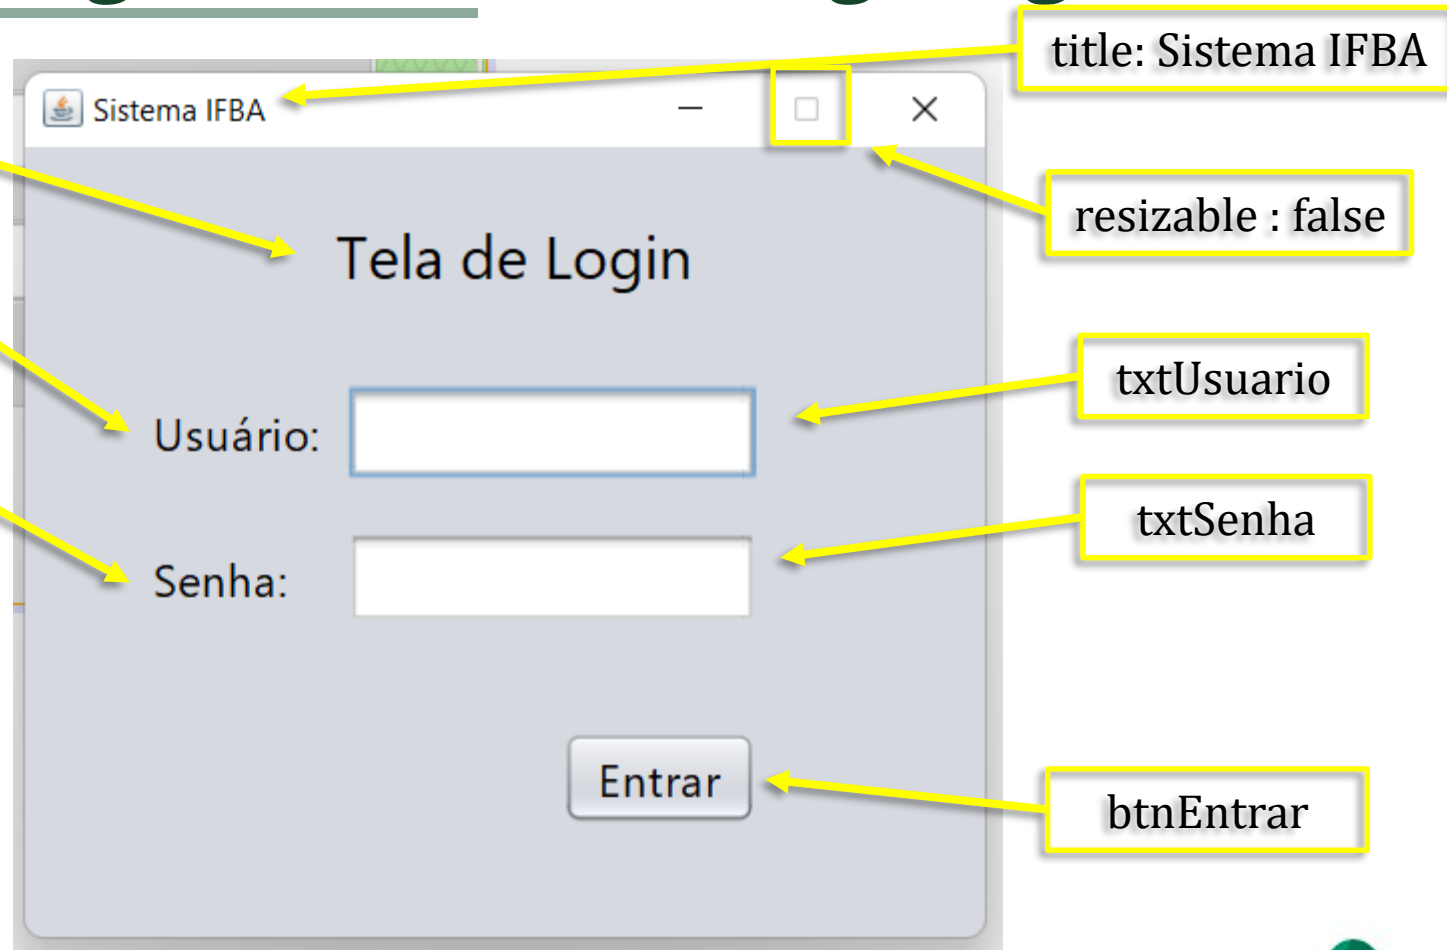 title: Sistema IFBA
Sistema IFBA
resizable : false
Tela de Login
txtUsuario
Usuário:
txtSenha
Senha:
Entrar
btnEntrar